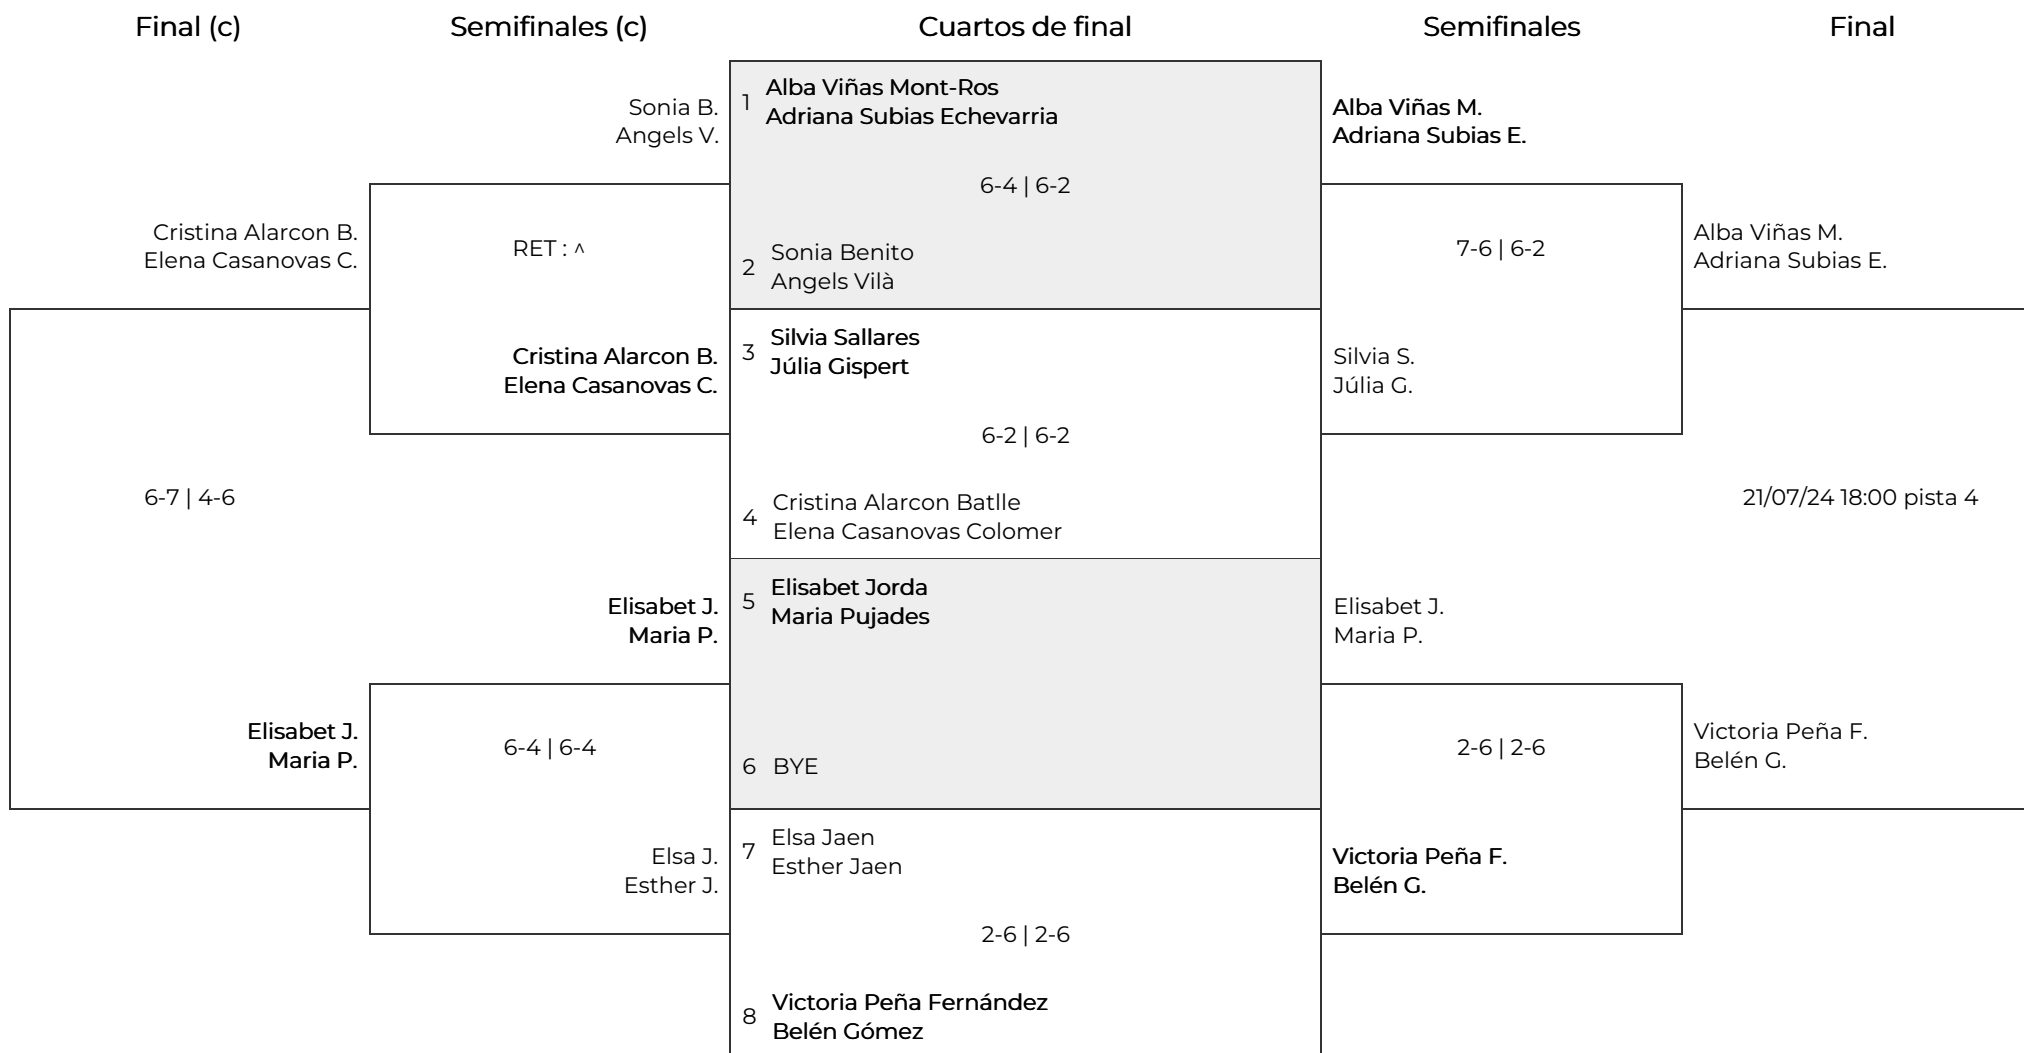 Final (c)
Semifinales (c)
Cuartos de final
Semifinales
Final
Cristina Alarcon B.
Elena Casanovas C.
6-7 | 4-6
Elisabet J.
Maria P.
Sonia B.
Angels V.
RET : ^
Cristina Alarcon B.
Elena Casanovas C.
Elisabet J.
Maria P.
6-4 | 6-4
Elsa J.
Esther J.
1 Alba Viñas Mont-Ros
Adriana Subias Echevarria
6-4 | 6-2
2 Sonia Benito
Angels Vilà
3 Silvia Sallares
Júlia Gispert
6-2 | 6-2
4 Cristina Alarcon Batlle
Elena Casanovas Colomer
5 Elisabet Jorda
Maria Pujades
6 BYE
7 Elsa Jaen
Esther Jaen
2-6 | 2-6
8 Victoria Peña Fernández
Belén Gómez
Alba Viñas M.
Adriana Subias E.
7-6 | 6-2
Silvia S.
Júlia G.
Elisabet J.
Maria P.
2-6 | 2-6
Victoria Peña F.
Belén G.
Alba Viñas M.
Adriana Subias E.
21/07/24 18:00 pista 4
Victoria Peña F.
Belén G.